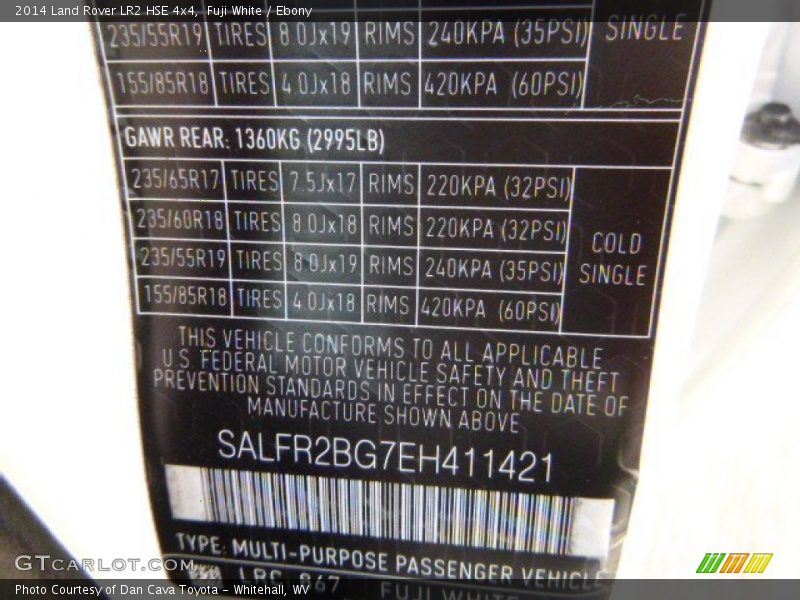 2014 Land Rover LR2 HSE 4x4, Fuji White / Ebony
235/55R19 TIRES 8.0Jx19 RIMS 240KPA (35PSI) SINGLE
155/85R18 TIRES 4.0Jx18 RIMS 420KPA (60PSI)
GAWR REAR: 1360KG (2995LB)
235/65R17 TIRES 7.5Jx17 RIMS 220KPA (32PSI)
235/60R18 TIRES 8.0Jx18 RIMS 220KPA (32PSI)
235/55R19 TIRES 8.0Jx19 RIMS 240KPA (35PSI)
155/85R18 TIRES 4.0Jx18 RIMS 420KPA (60PSI)
COLD
SINGLE
THIS VEHICLE CONFORMS TO ALL APPLICABLE
U.S. FEDERAL MOTOR VEHICLE SAFETY AND THEFT
PREVENTION STANDARDS IN EFFECT ON THE DATE OF
MANUFACTURE SHOWN ABOVE
SALFR2BG7EH411421
TYPE: MULTI-PURPOSE PASSENGER VEHICLE
LRC 867 FUJI WHITE
GTCARLOT.COM
Photo Courtesy of Dan Cava Toyota - Whitehall, WV